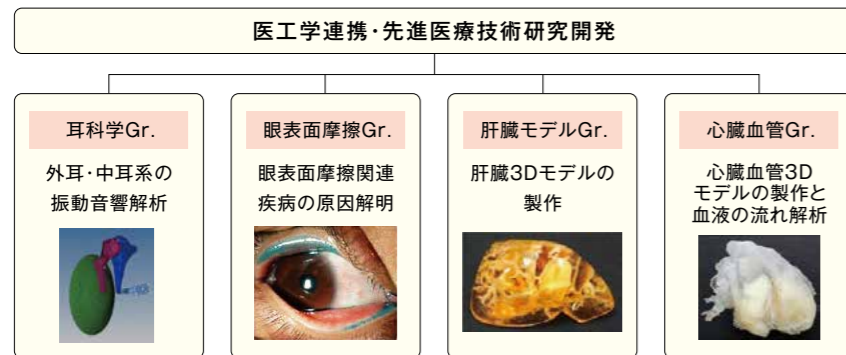 医工学連携・先進医療技術研究開発
耳科学Gr.
外耳・中耳系の
振動音響解析
眼表面摩擦Gr.
眼表面摩擦関連
疾病の原因解明
肝臓モデルGr.
肝臓3Dモデルの
製作
心臓血管Gr.
心臓血管3D
モデルの製作と
血液の流れ解析